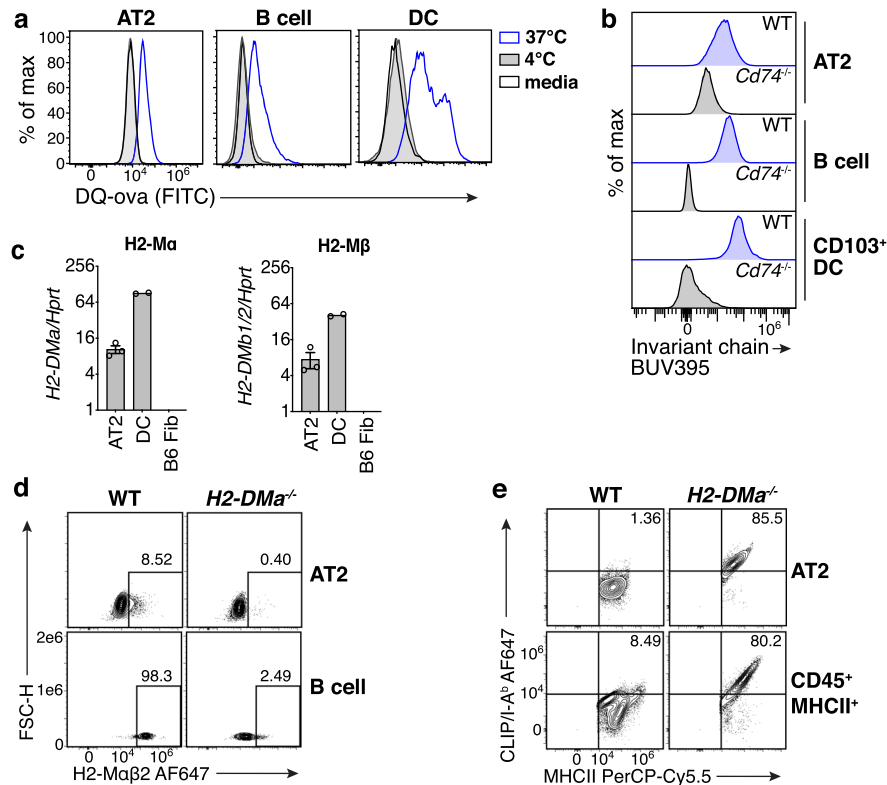 a
AT2
B cell
DC
100
80
60
40
20
0
% of max
0
10⁴
10⁶
DQ-ova (FITC)
37°C
4°C
media
b
WT
Cd74-/-
AT2
WT
Cd74-/-
B cell
WT
Cd74-/-
CD103⁺
DC
% of max
0
10⁶
Invariant chain
BUV395
c
H2-Mα
256
64
16
4
1
H2-DMa/Hprt
AT2
DC
B6 Fib
H2-Mβ
256
64
16
4
1
H2-DMb1/2/Hprt
AT2
DC
B6 Fib
d
WT
H2-DMa-/-
8.52
0.40
AT2
2e6
1e6
0
98.3
2.49
B cell
FSC-H
0
10⁴
10⁶
0
10⁴
10⁶
H2-Mαβ2 AF647
e
WT
H2-DMa-/-
1.36
85.5
AT2
8.49
80.2
CD45⁺
MHCII⁺
10⁶
10⁴
0
CLIP/I-Aᵇ AF647
0
10⁴
10⁶
0
10⁴
10⁶
MHCII PerCP-Cy5.5